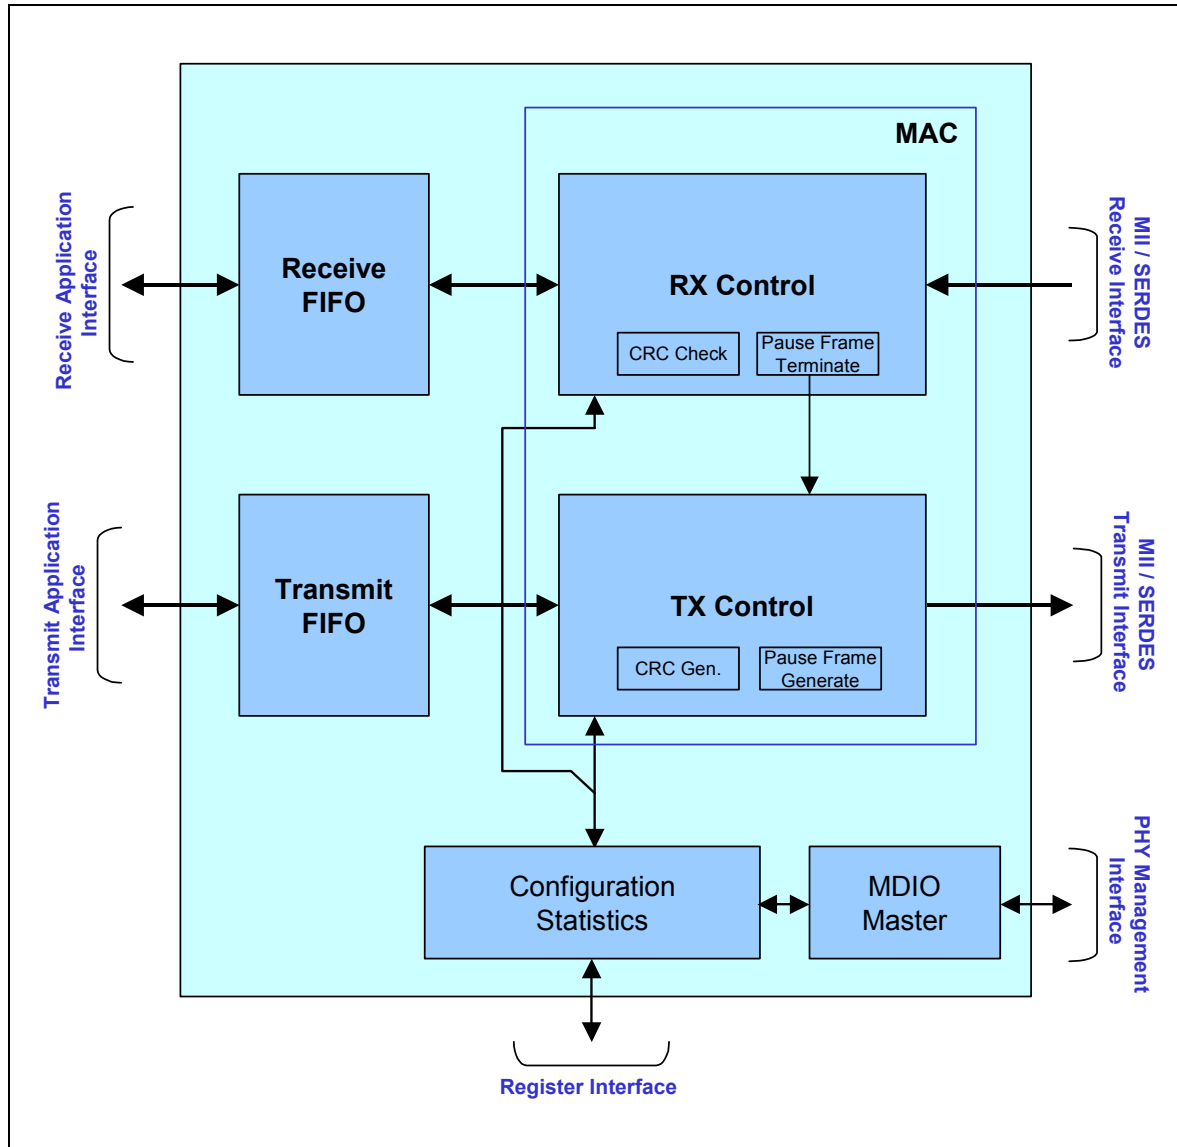 MAC
Receive Application
Interface
Receive
FIFO
RX Control
CRC Check
Pause Frame
Terminate
MII / SERDES
Receive Interface
Transmit Application
Interface
Transmit
FIFO
TX Control
CRC Gen.
Pause Frame
Generate
MII / SERDES
Transmit Interface
Configuration
Statistics
MDIO
Master
PHY Management
Interface
Register Interface